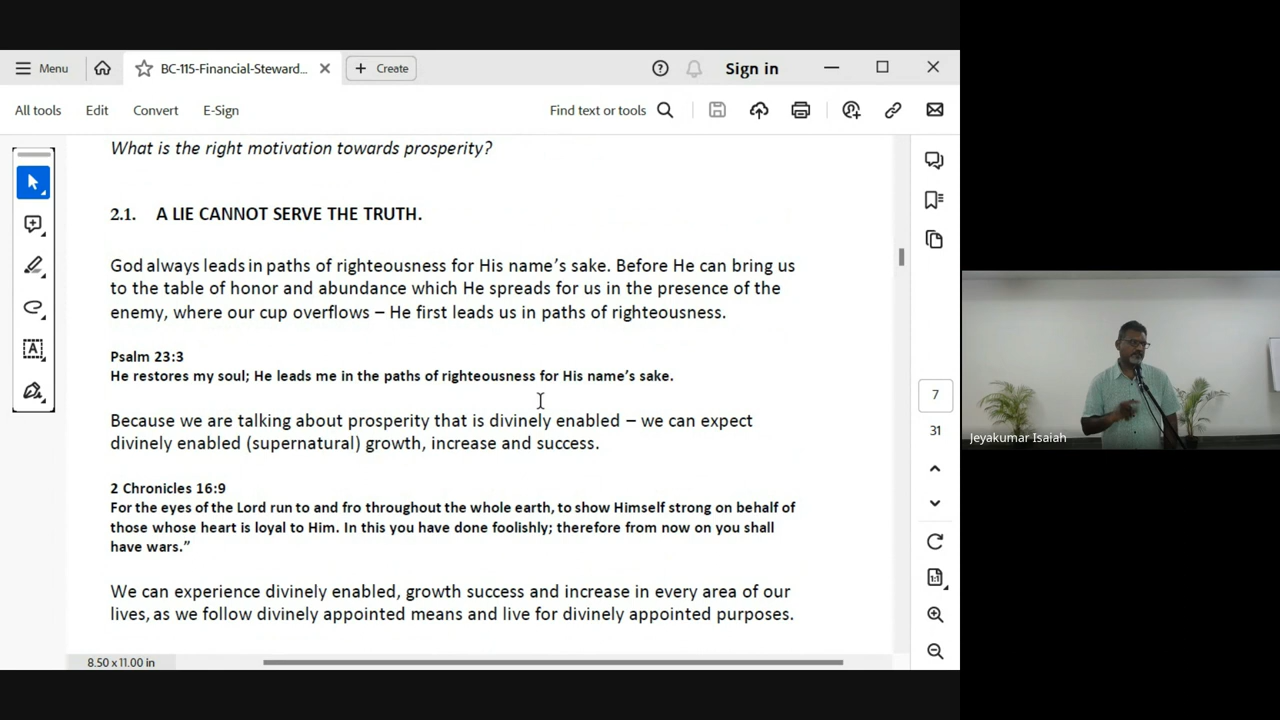 Menu
BC-115-Financial-Steward...
Create
Sign in
All tools
Edit
Convert
E-Sign
Find text or tools
What is the right motivation towards prosperity?
2.1. A LIE CANNOT SERVE THE TRUTH.
God always leads in paths of righteousness for His name’s sake. Before He can bring us
to the table of honor and abundance which He spreads for us in the presence of the
enemy, where our cup overflows – He first leads us in paths of righteousness.
Psalm 23:3
He restores my soul; He leads me in the paths of righteousness for His name’s sake.
Because we are talking about prosperity that is divinely enabled – we can expect
divinely enabled (supernatural) growth, increase and success.
2 Chronicles 16:9
For the eyes of the Lord run to and fro throughout the whole earth, to show Himself strong on behalf of
those whose heart is loyal to Him. In this you have done foolishly; therefore from now on you shall
have wars.”
We can experience divinely enabled, growth success and increase in every area of our
lives, as we follow divinely appointed means and live for divinely appointed purposes.
8.50 x 11.00 in
7
31
1:1
Jeyakumar Isaiah